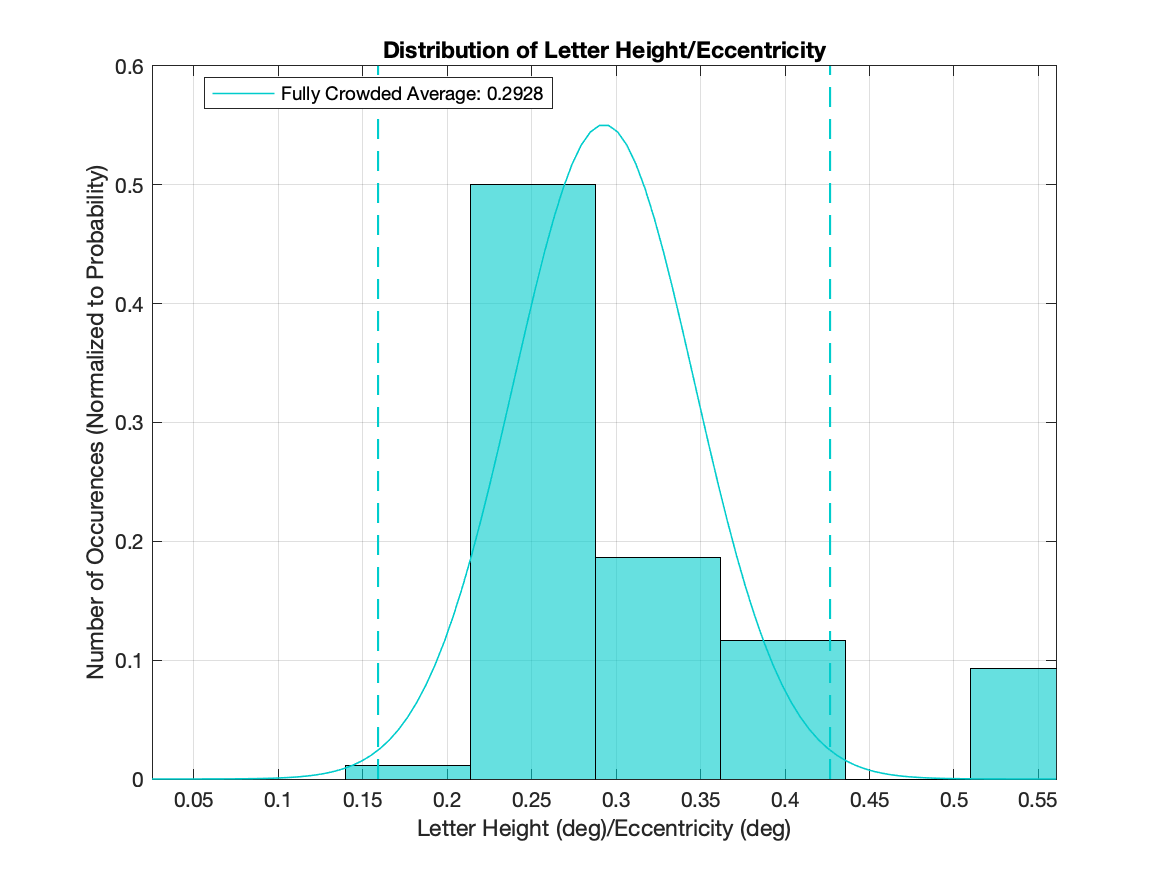 Distribution of Letter Height/Eccentricity
Fully Crowded Average: 0.2928
Number of Occurences (Normalized to Probability)
0.6
0.5
0.4
0.3
0.2
0.1
0
0.05 0.1 0.15 0.2 0.25 0.3 0.35 0.4 0.45 0.5 0.55
Letter Height (deg)/Eccentricity (deg)